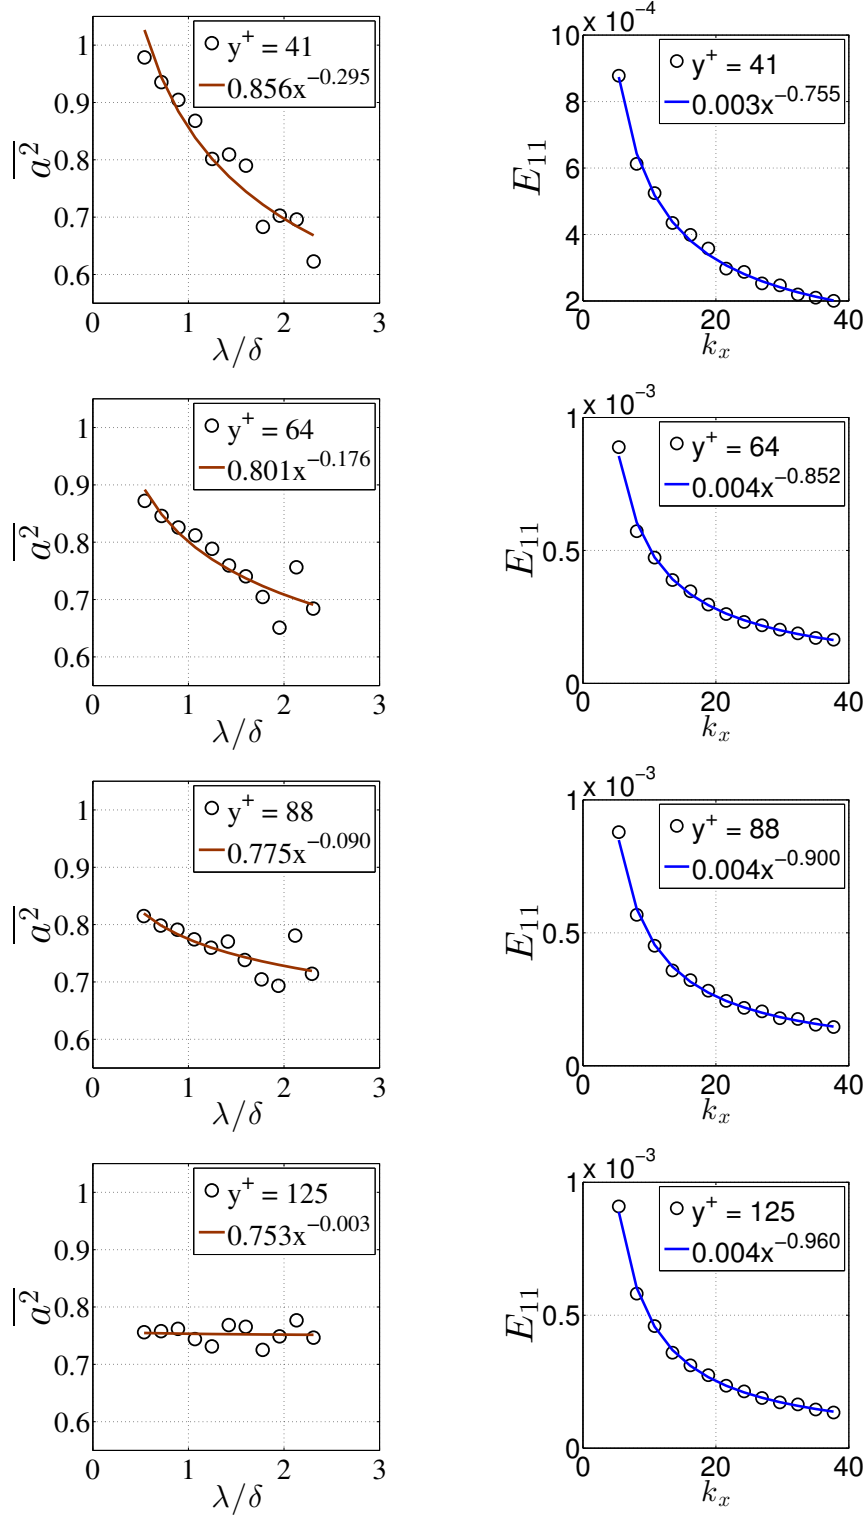 y⁺ = 41
0.856x⁻⁰·²⁹⁵
1
0.9
0.8
0.7
0.6
a²
0 1 2 3
λ/δ
10 x 10⁻⁴
y⁺ = 41
0.003x⁻⁰·⁷⁵⁵
8
6
4
2
E₁₁
0 20 40
kₓ
y⁺ = 64
0.801x⁻⁰·¹⁷⁶
1
0.9
0.8
0.7
0.6
a²
0 1 2 3
λ/δ
1 x 10⁻³
y⁺ = 64
0.004x⁻⁰·⁸⁵²
0.5
0
E₁₁
0 20 40
kₓ
y⁺ = 88
0.775x⁻⁰·⁰⁹⁰
1
0.9
0.8
0.7
0.6
a²
0 1 2 3
λ/δ
1 x 10⁻³
y⁺ = 88
0.004x⁻⁰·⁹⁰⁰
0.5
0
E₁₁
0 20 40
kₓ
y⁺ = 125
0.753x⁻⁰·⁰⁰³
1
0.9
0.8
0.7
0.6
a²
0 1 2 3
λ/δ
1 x 10⁻³
y⁺ = 125
0.004x⁻⁰·⁹⁶⁰
0.5
0
E₁₁
0 20 40
kₓ